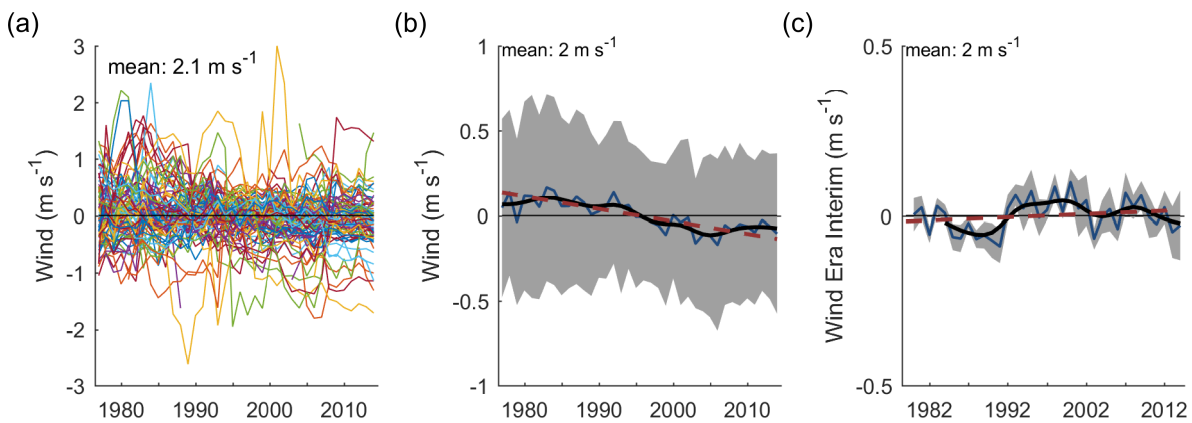 (a)
mean: 2.1 m s-1
Wind (m s-1)
3
2
1
0
-1
-2
-3
1980 1990 2000 2010
(b)
mean: 2 m s-1
Wind (m s-1)
1
0.5
0
-0.5
-1
1980 1990 2000 2010
(c)
mean: 2 m s-1
Wind Era Interim (m s-1)
0.5
0
-0.5
1982 1992 2002 2012